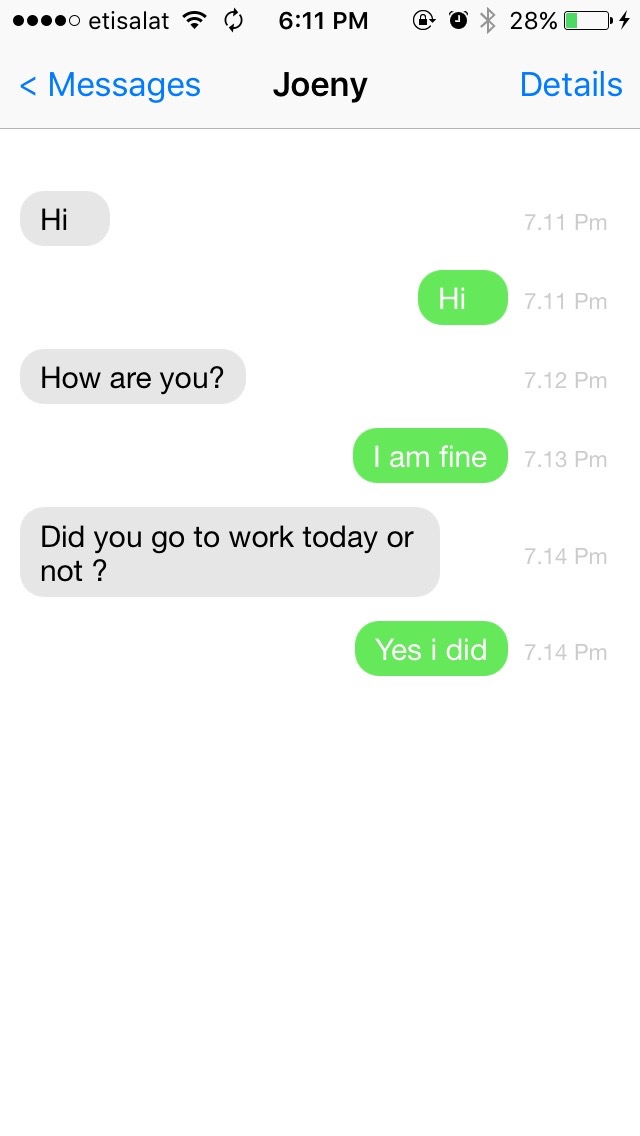 etisalat 6:11 PM 28%
< Messages Joeny Details
Hi 7.11 Pm
Hi 7.11 Pm
How are you? 7.12 Pm
I am fine 7.13 Pm
Did you go to work today or
not ? 7.14 Pm
Yes i did 7.14 Pm